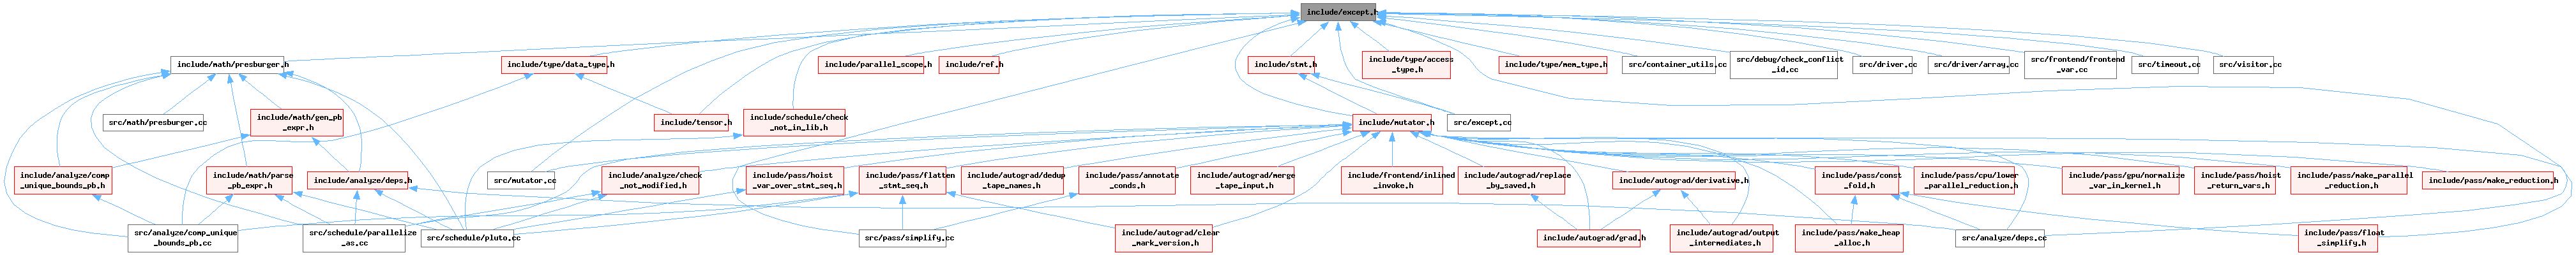 include/except.h
include/math/presburger.h
include/type/data_type.h
include/parallel_scope.h
include/ref.h
include/stmt.h
include/type/access
_type.h
include/type/mem_type.h
src/container_utils.cc
src/debug/check_conflict
_id.cc
src/driver.cc
src/driver/array.cc
src/frontend/frontend
_var.cc
src/timeout.cc
src/visitor.cc
src/math/presburger.cc
include/math/gen_pb
_expr.h
include/tensor.h
include/schedule/check
_not_in_lib.h
include/mutator.h
src/except.cc
include/analyze/comp
_unique_bounds_pb.h
include/math/parse
_pb_expr.h
include/analyze/deps.h
src/mutator.cc
include/analyze/check
_not_modified.h
include/pass/hoist
_var_over_stmt_seq.h
include/pass/flatten
_stmt_seq.h
include/autograd/dedup
_tape_names.h
include/pass/annotate
_conds.h
include/autograd/merge
_tape_input.h
include/frontend/inlined
_invoke.h
include/autograd/replace
_by_saved.h
include/autograd/derivative.h
include/pass/const
_fold.h
include/pass/cpu/lower
_parallel_reduction.h
include/pass/gpu/normalize
_var_in_kernel.h
include/pass/hoist
_return_vars.h
include/pass/make_parallel
_reduction.h
include/pass/make_reduction.h
src/analyze/comp_unique
_bounds_pb.cc
src/schedule/parallelize
_as.cc
src/schedule/pluto.cc
src/pass/simplify.cc
include/autograd/clear
_mark_version.h
include/autograd/grad.h
include/autograd/output
_intermediates.h
include/pass/make_heap
_alloc.h
src/analyze/deps.cc
include/pass/float
_simplify.h